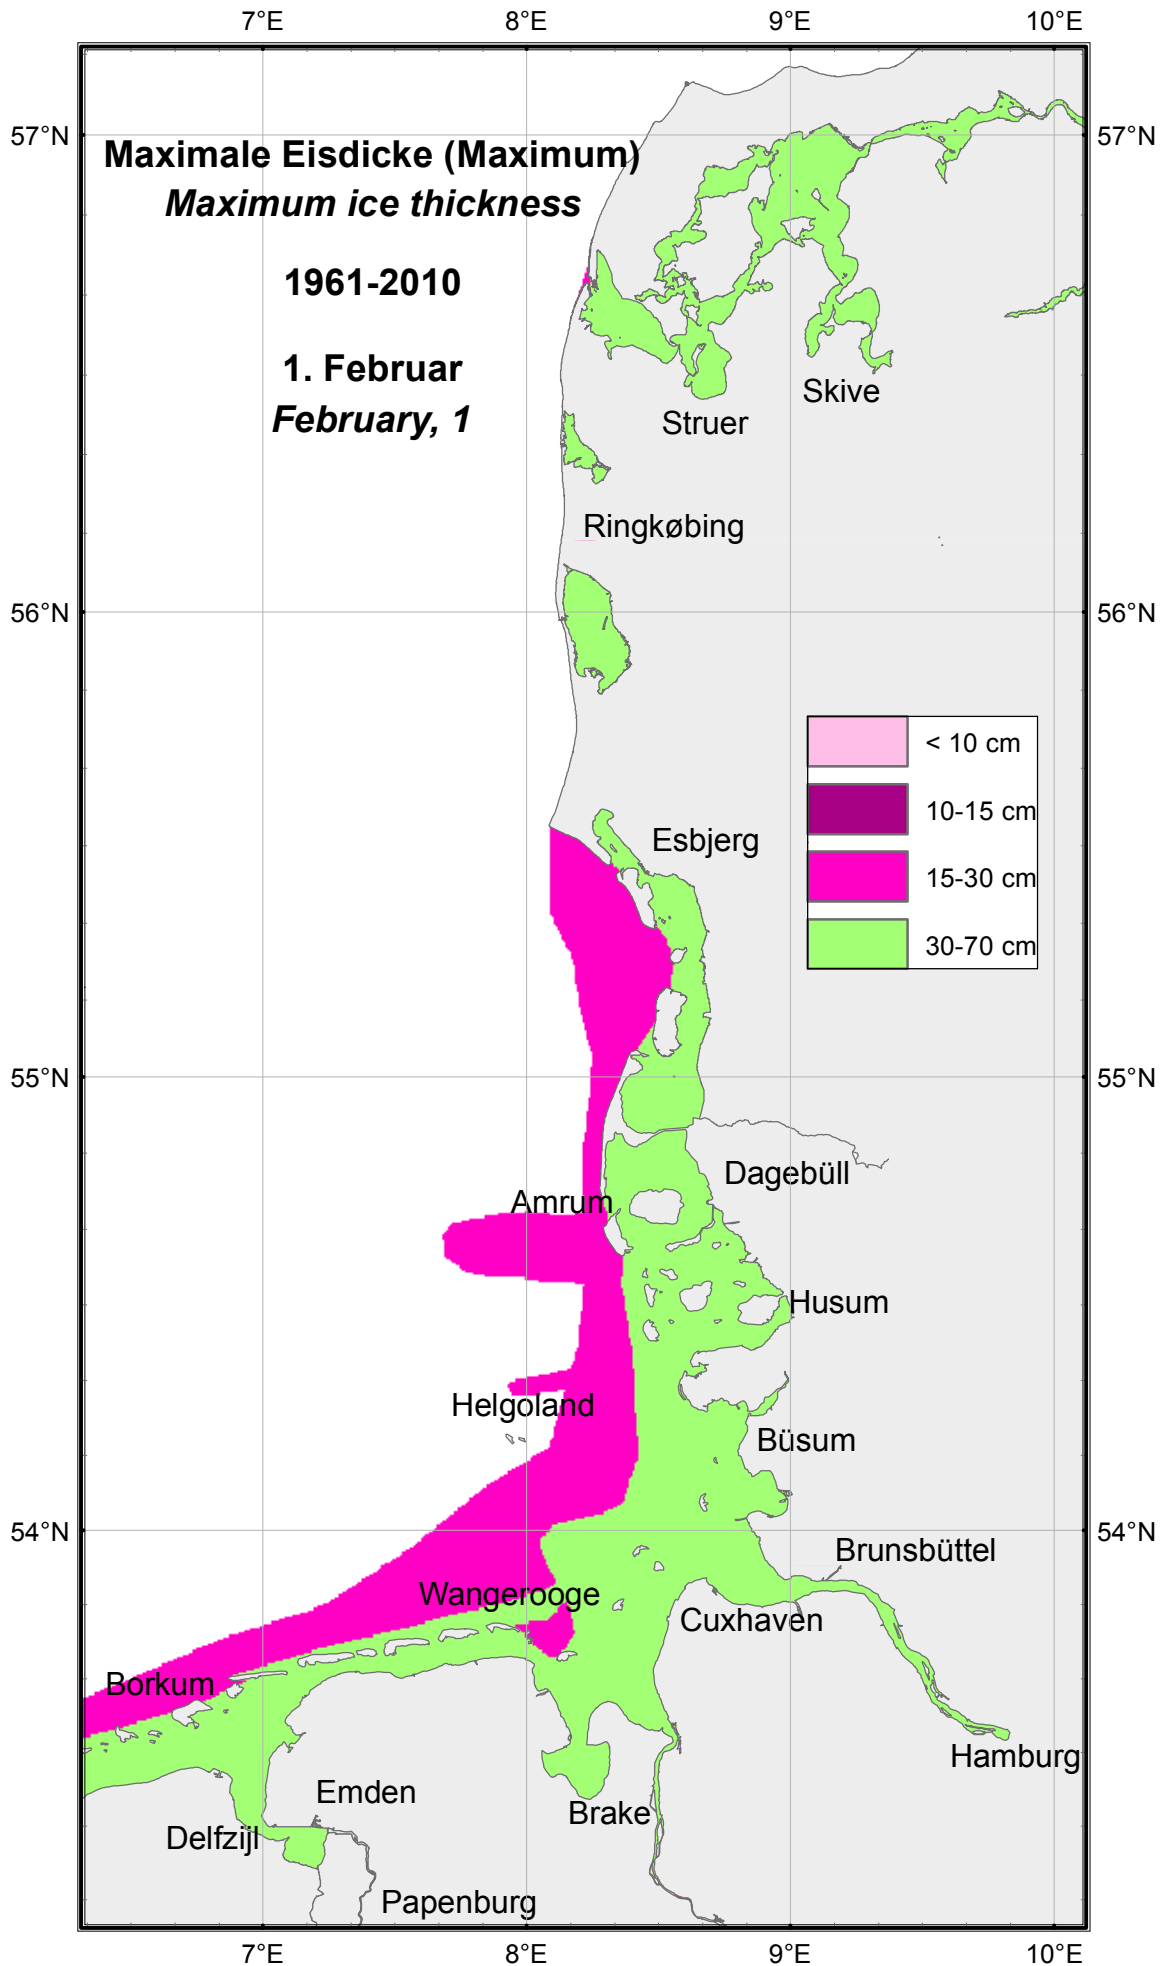 7°E 8°E 9°E 10°E
57°N 57°N
Maximale Eisdicke (Maximum)
Maximum ice thickness
1961-2010
1. Februar
February, 1
Skive
Struer
Ringkøbing
56°N 56°N
< 10 cm
10-15 cm
15-30 cm
30-70 cm
Esbjerg
55°N 55°N
Dagebüll
Amrum
Husum
Helgoland
Büsum
54°N 54°N
Brunsbüttel
Wangerooge
Cuxhaven
Borkum
Hamburg
Emden
Brake
Delfzijl
Papenburg
7°E 8°E 9°E 10°E